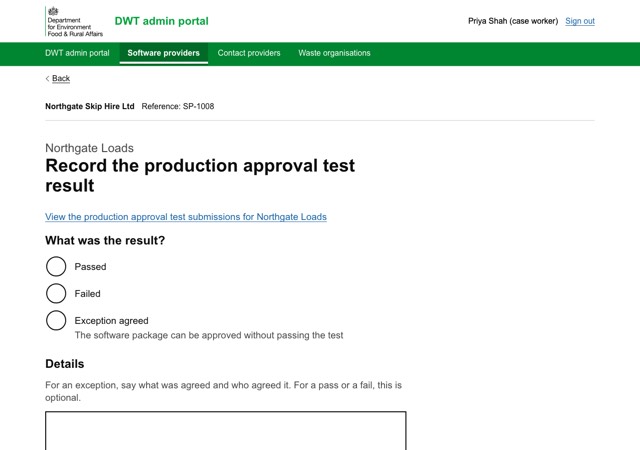 Department
for Environment
Food & Rural Affairs
DWT admin portal
Priya Shah (case worker) Sign out
DWT admin portal Software providers Contact providers Waste organisations
Back
Northgate Skip Hire Ltd Reference: SP-1008
Northgate Loads
Record the production approval test
result
View the production approval test submissions for Northgate Loads
What was the result?
Passed
Failed
Exception agreed
The software package can be approved without passing the test
Details
For an exception, say what was agreed and who agreed it. For a pass or a fail, this is
optional.